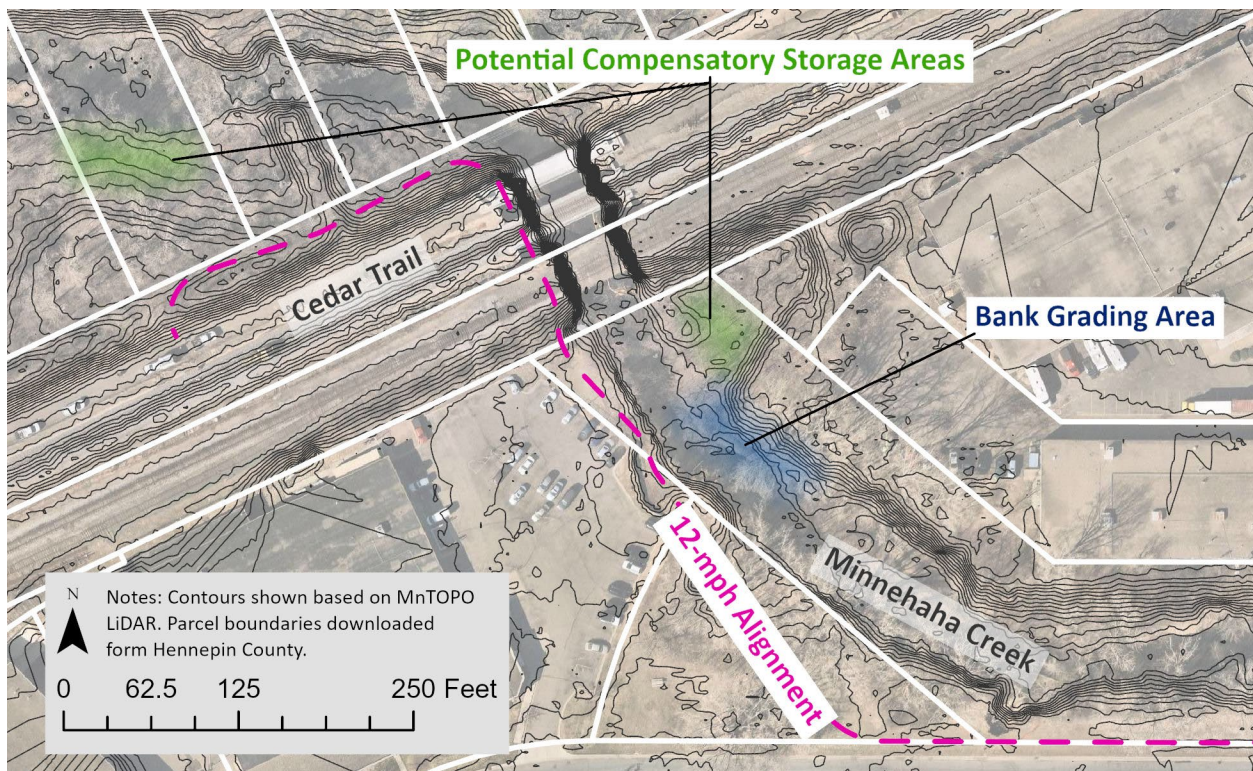 Potential Compensatory Storage Areas
Cedar Trail
Bank Grading Area
12-mph Alignment
Minnehaha Creek
N
Notes: Contours shown based on MnTOPO
LiDAR. Parcel boundaries downloaded
form Hennepin County.
0 62.5 125 250 Feet